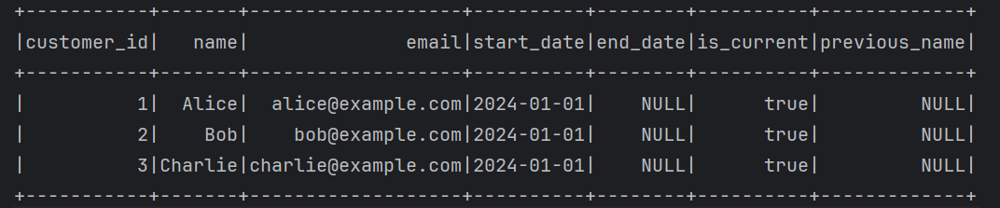 +-----------+-------+-------------------+----------+--------+----------+-------------+
|customer_id|   name|              email|start_date|end_date|is_current|previous_name|
+-----------+-------+-------------------+----------+--------+----------+-------------+
|          1|  Alice|  alice@example.com|2024-01-01|    NULL|      true|         NULL|
|          2|    Bob|    bob@example.com|2024-01-01|    NULL|      true|         NULL|
|          3|Charlie|charlie@example.com|2024-01-01|    NULL|      true|         NULL|
+-----------+-------+-------------------+----------+--------+----------+-------------+